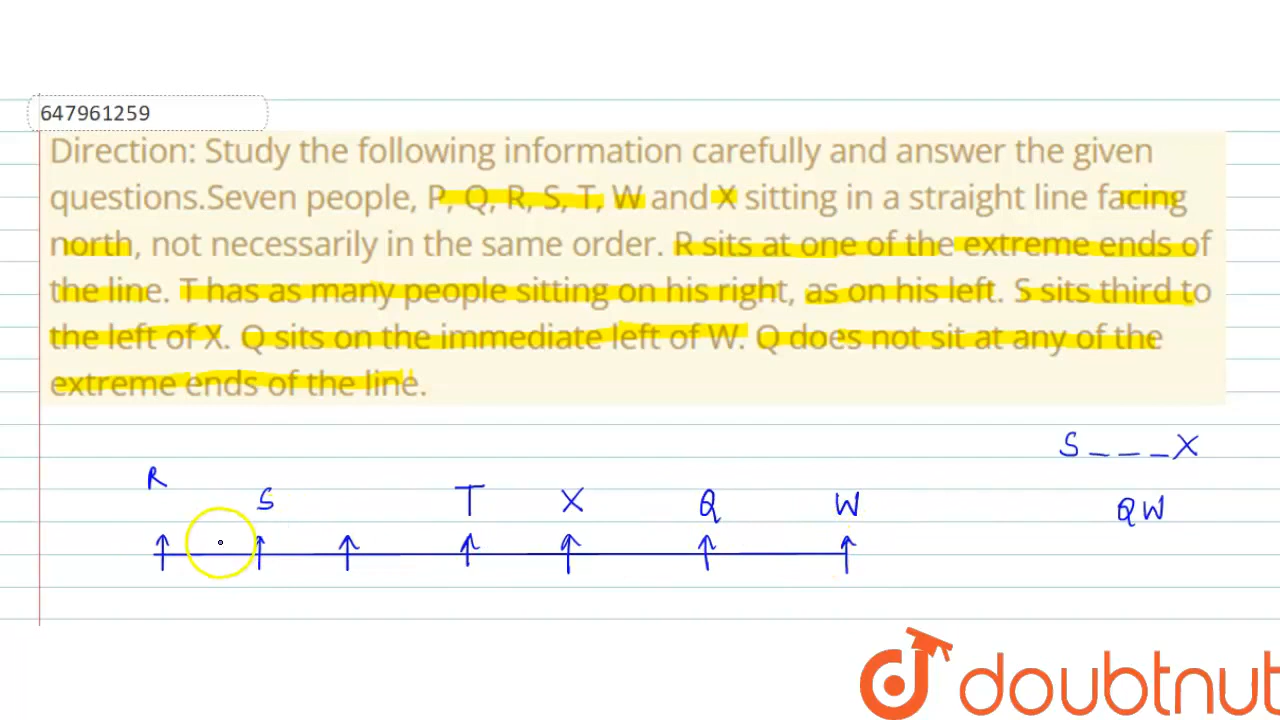 647961259
Direction: Study the following information carefully and answer the given
questions.Seven people, P, Q, R, S, T, W and X sitting in a straight line facing
north, not necessarily in the same order. R sits at one of the extreme ends of
the line. T has as many people sitting on his right, as on his left. S sits third to
the left of X. Q sits on the immediate left of W. Q does not sit at any of the
extreme ends of the line.
S _ _ _ X
R S T X Q W
QW
doubtnut